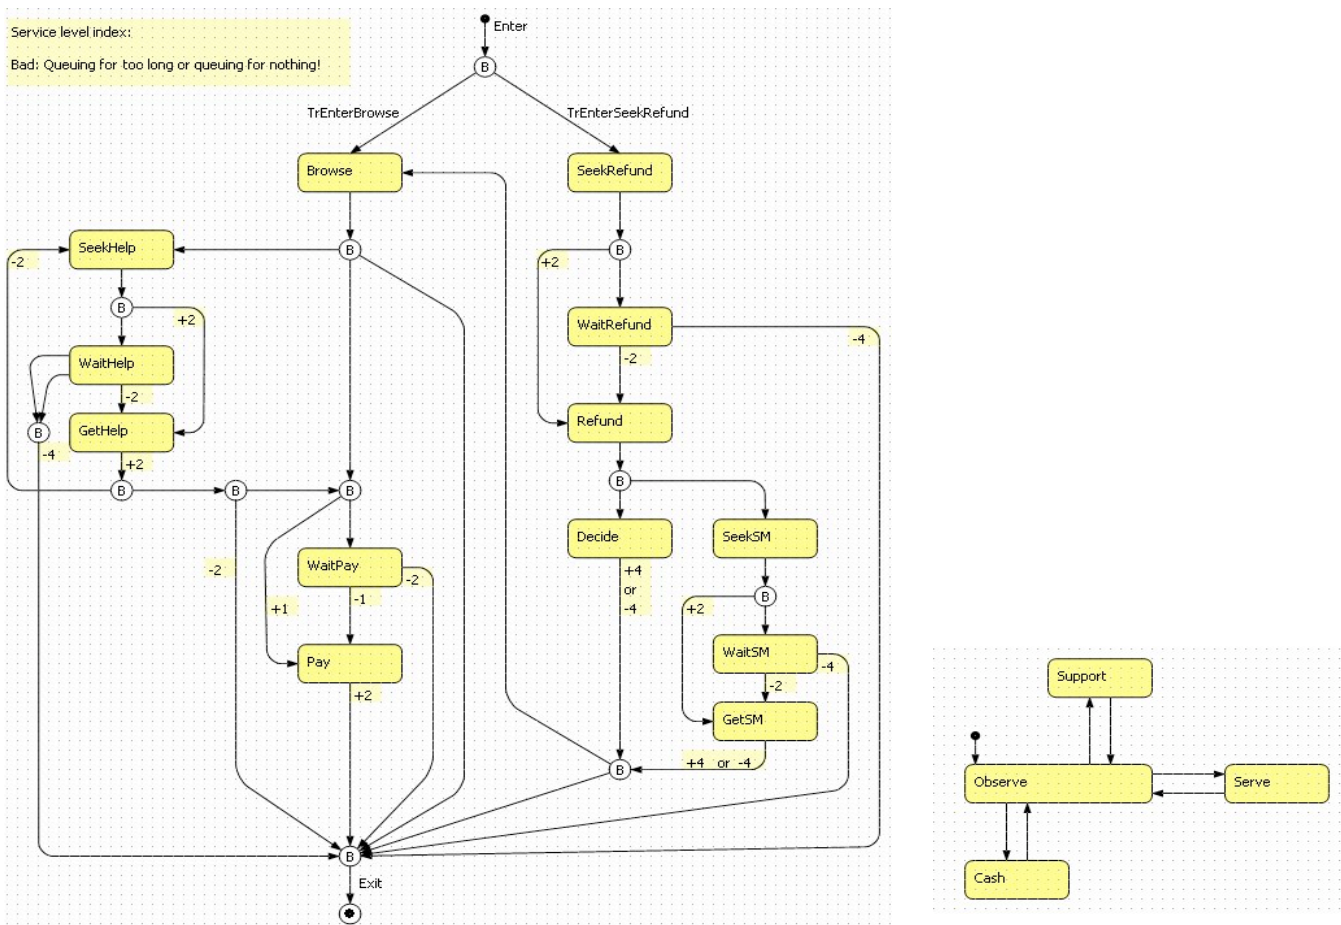 Service level index:
Bad: Queuing for too long or queuing for nothing!
Enter
B
TrEnterBrowse
TrEnterSeekRefund
Browse
SeekRefund
SeekHelp
B
B
-2
+2
B
+2
WaitRefund
-4
WaitHelp
-2
-2
Refund
GetHelp
B
-4
+2
B
B
B
B
Decide
SeekSM
WaitPay
-2
-2
+4
or
-4
-1
+1
B
+2
WaitSM
-4
Pay
-2
+2
GetSM
+4 or -4
B
B
Exit
Support
Observe
Serve
Cash